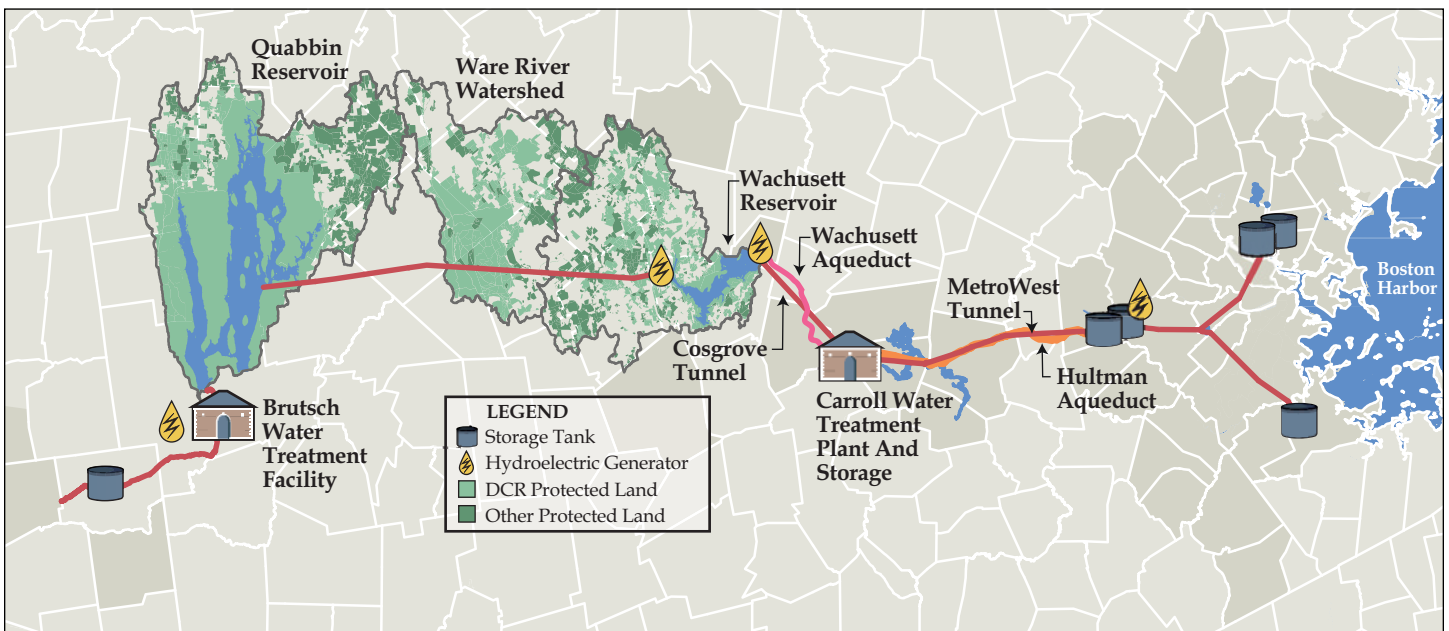 Quabbin
Reservoir
Ware River
Watershed
Wachusett
Reservoir
Wachusett
Aqueduct
Boston
Harbor
MetroWest
Tunnel
Cosgrove
Tunnel
Hultman
Aqueduct
Carroll Water
Treatment
Plant And
Storage
Brutsch
Water
Treatment
Facility
LEGEND
Storage Tank
Hydroelectric Generator
DCR Protected Land
Other Protected Land